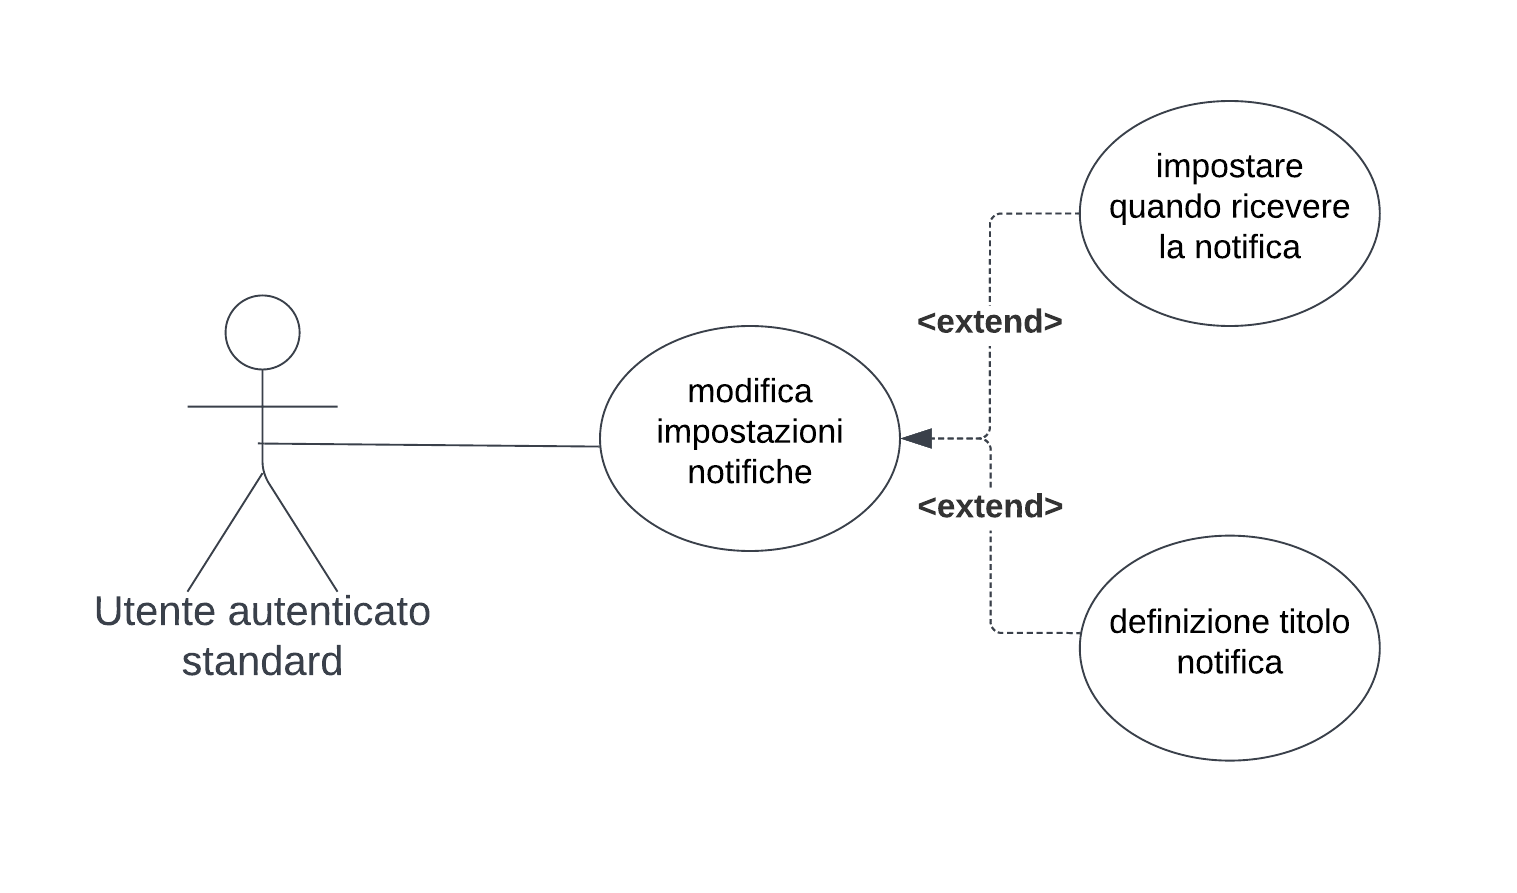 impostare
quando ricevere
la notifica
<extend>
modifica
impostazioni
notifiche
<extend>
Utente autenticato
standard
definizione titolo
notifica